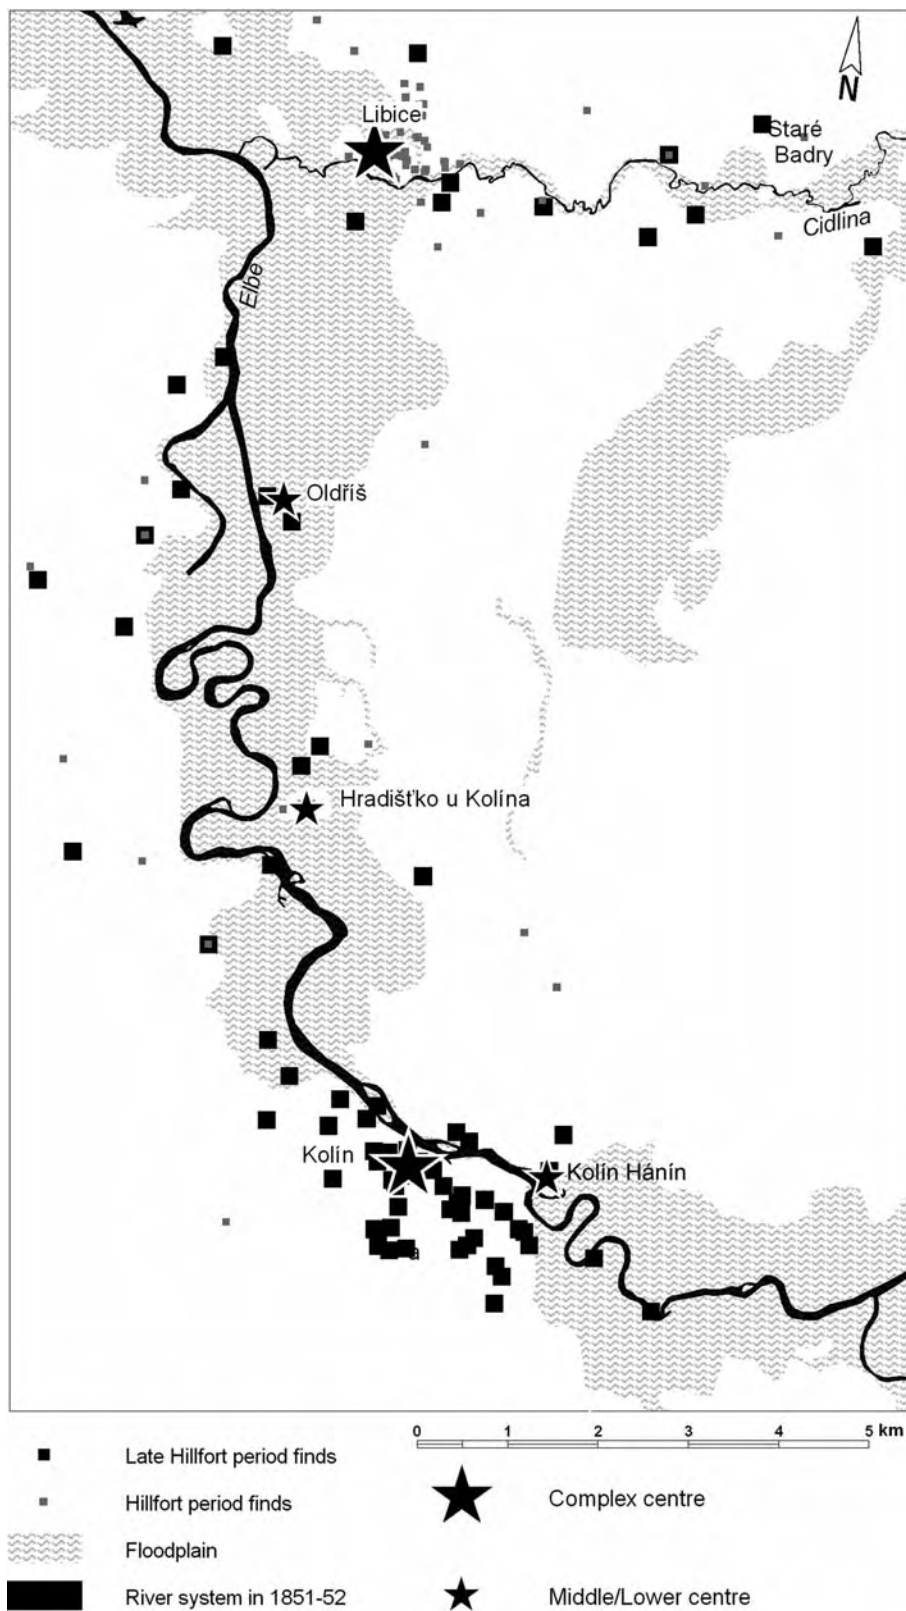 N
Libice
Staré
Badry
Cidlina
Elbe
Oldříš
Hradišťko u Kolína
Kolín
Kolín Hánín
a
0 1 2 3 4 5 km
Late Hillfort period finds
Hillfort period finds
Complex centre
Floodplain
River system in 1851-52
Middle/Lower centre